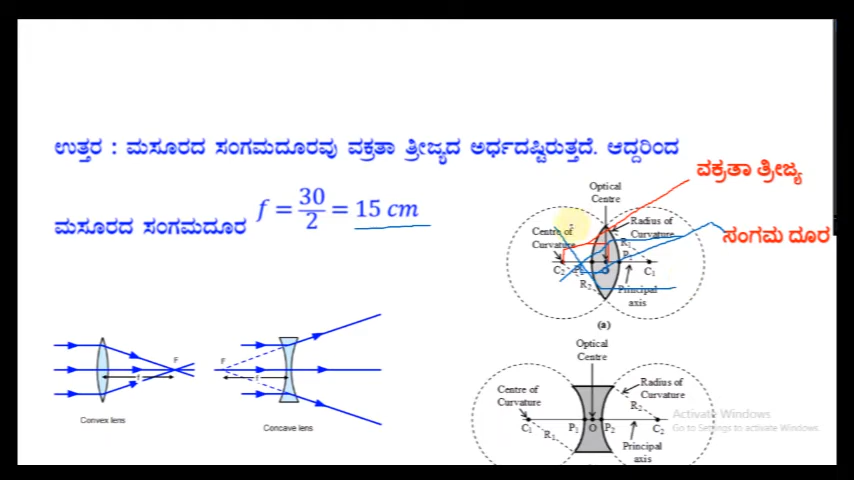 ಉತ್ತರ : ಮಸೂರದ ಸಂಗಮದೂರವು ವಕ್ರತಾ ತ್ರೀಜ್ಯದ ಅರ್ಧದಷ್ಟಿರುತ್ತದೆ. ಆದ್ದರಿಂದ
ಮಸೂರದ ಸಂಗಮದೂರ f = 30/2 = 15 cm
ವಕ್ರತಾ ತ್ರೀಜ್ಯ
ಸಂಗಮ ದೂರ
Optical
Centre
Centre of
Curvature
Radius of
Curvature
R₁
C₂
O
C₁
R₂
Principal
axis
(a)
F
f
Convex lens
F
f
Concave lens
Optical
Centre
Centre of
Curvature
Radius of
Curvature
R₂
C₁ P₁ O P₂ C₂
R₁
Principal
axis
Activate Windows
Go to Settings to activate Windows.